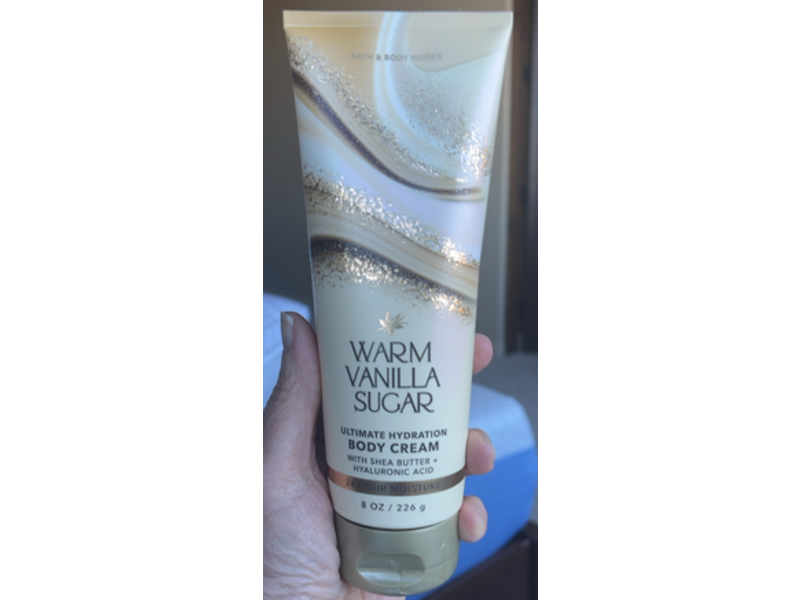 BATH & BODY WORKS
WARM
VANILLA
SUGAR
ULTIMATE HYDRATION
BODY CREAM
WITH SHEA BUTTER +
HYALURONIC ACID
24 HOUR MOISTURE
8 OZ / 226 g